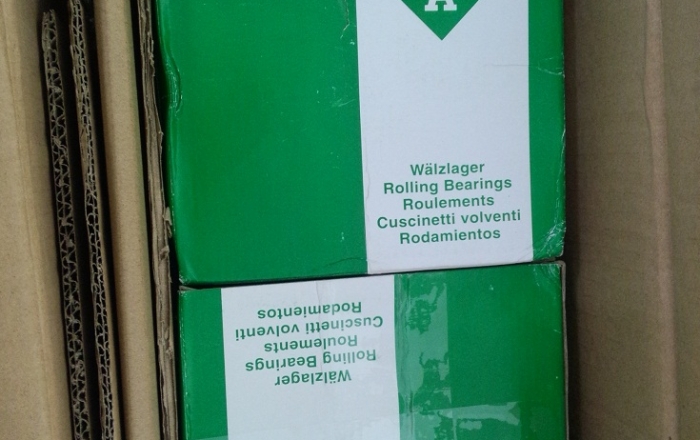 A
Wälzlager
Rolling Bearings
Roulements
Cuscinetti volventi
Rodamientos
Wälzlager
Rolling Bearings
Roulements
Cuscinetti volventi
Rodamientos